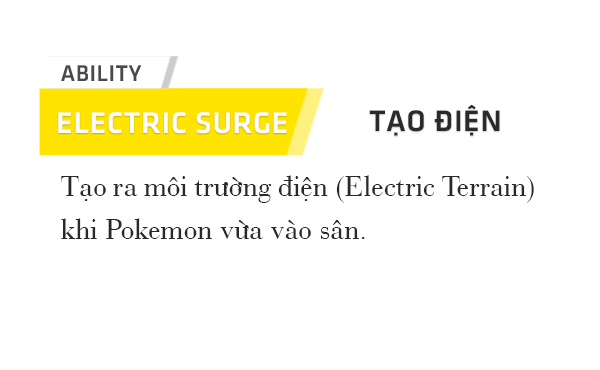 ABILITY
ELECTRIC SURGE
TẠO ĐIỆN
Tạo ra môi trường điện (Electric Terrain)
khi Pokemon vừa vào sân.